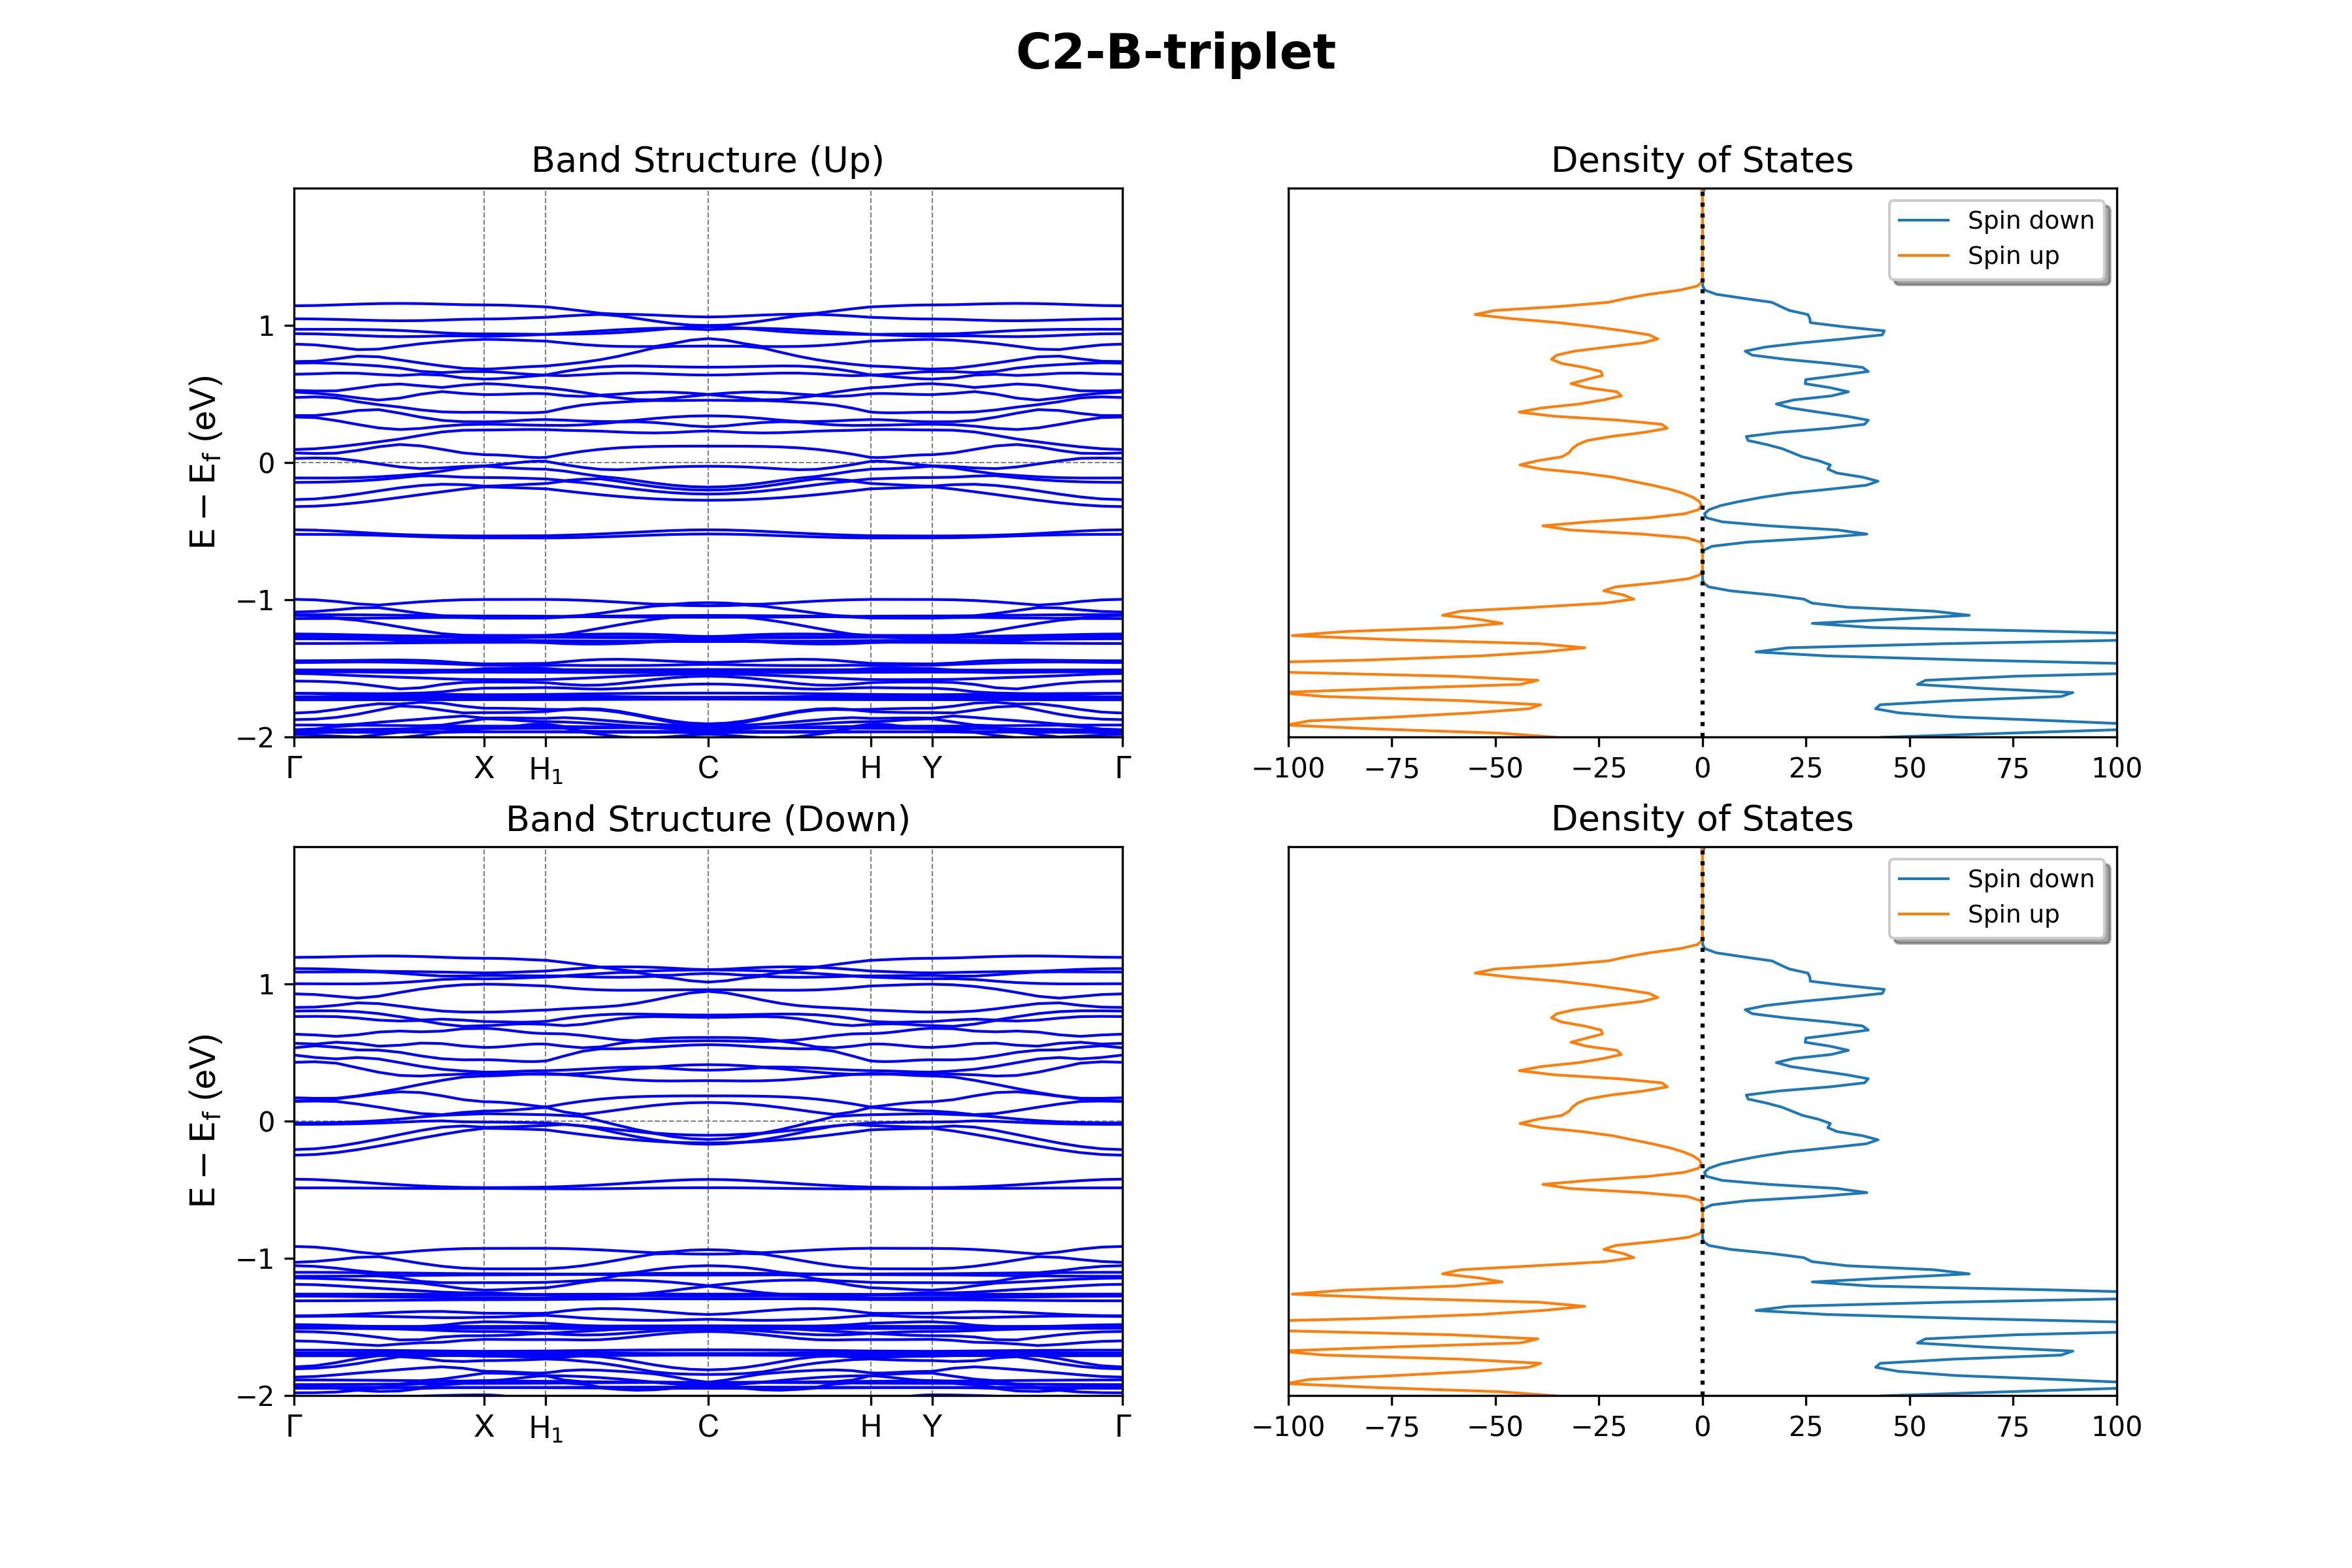 C2-B-triplet
Band Structure (Up)
E − E_f (eV)
1
0
−1
−2
Γ X H₁ C H Y Γ
Density of States
Spin down
Spin up
−100 −75 −50 −25 0 25 50 75 100
Band Structure (Down)
E − E_f (eV)
1
0
−1
−2
Γ X H₁ C H Y Γ
Density of States
Spin down
Spin up
−100 −75 −50 −25 0 25 50 75 100